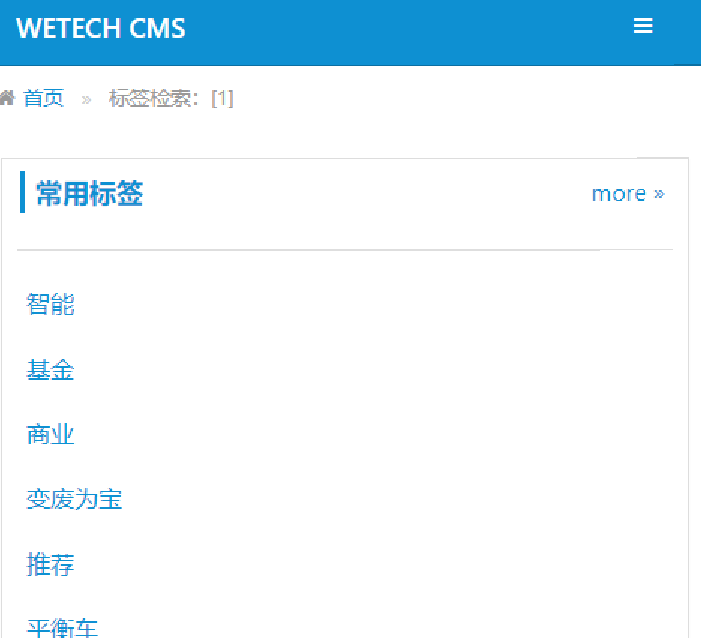 WETECH CMS
首页 » 标签检索：[1]
常用标签 more »
智能
基金
商业
变废为宝
推荐
平衡车